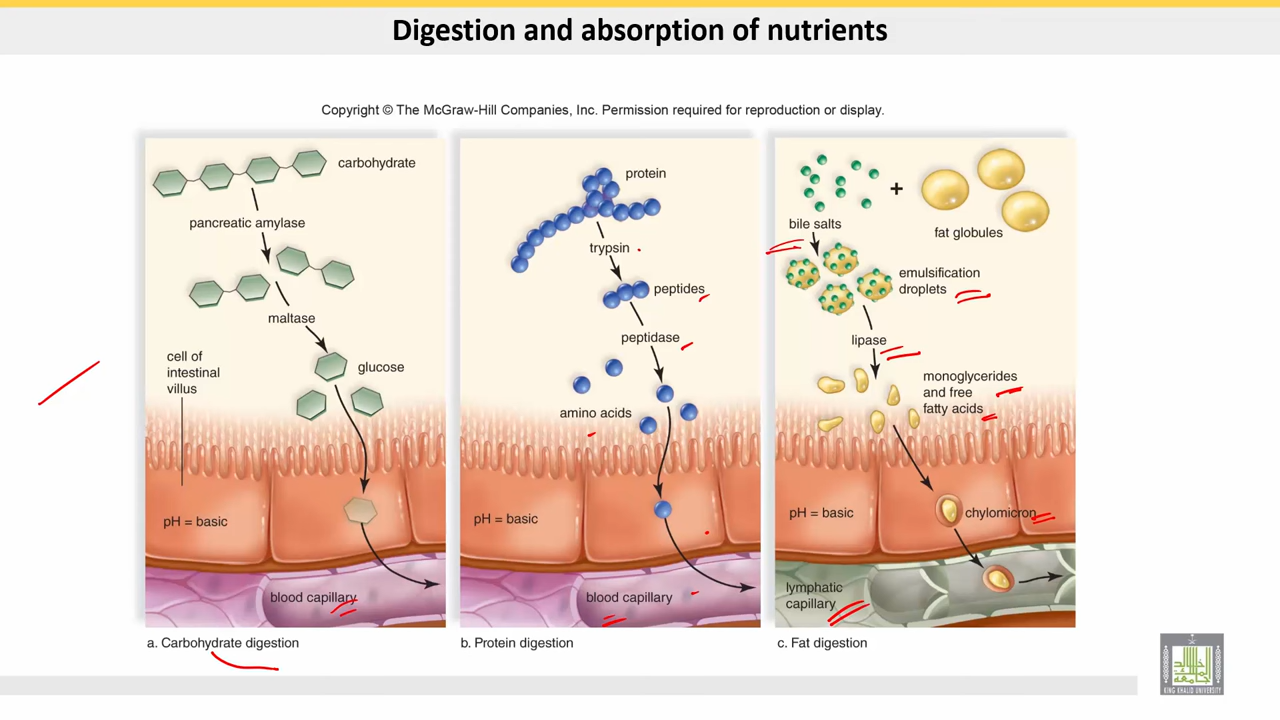 Digestion and absorption of nutrients
Copyright © The McGraw-Hill Companies, Inc. Permission required for reproduction or display.
carbohydrate
pancreatic amylase
maltase
glucose
cell of
intestinal
villus
pH = basic
blood capillary
a. Carbohydrate digestion
protein
trypsin
peptides
peptidase
amino acids
pH = basic
blood capillary
b. Protein digestion
+
bile salts
fat globules
emulsification
droplets
lipase
monoglycerides
and free
fatty acids
pH = basic
chylomicron
lymphatic
capillary
c. Fat digestion
KING KHALID UNIVERSITY